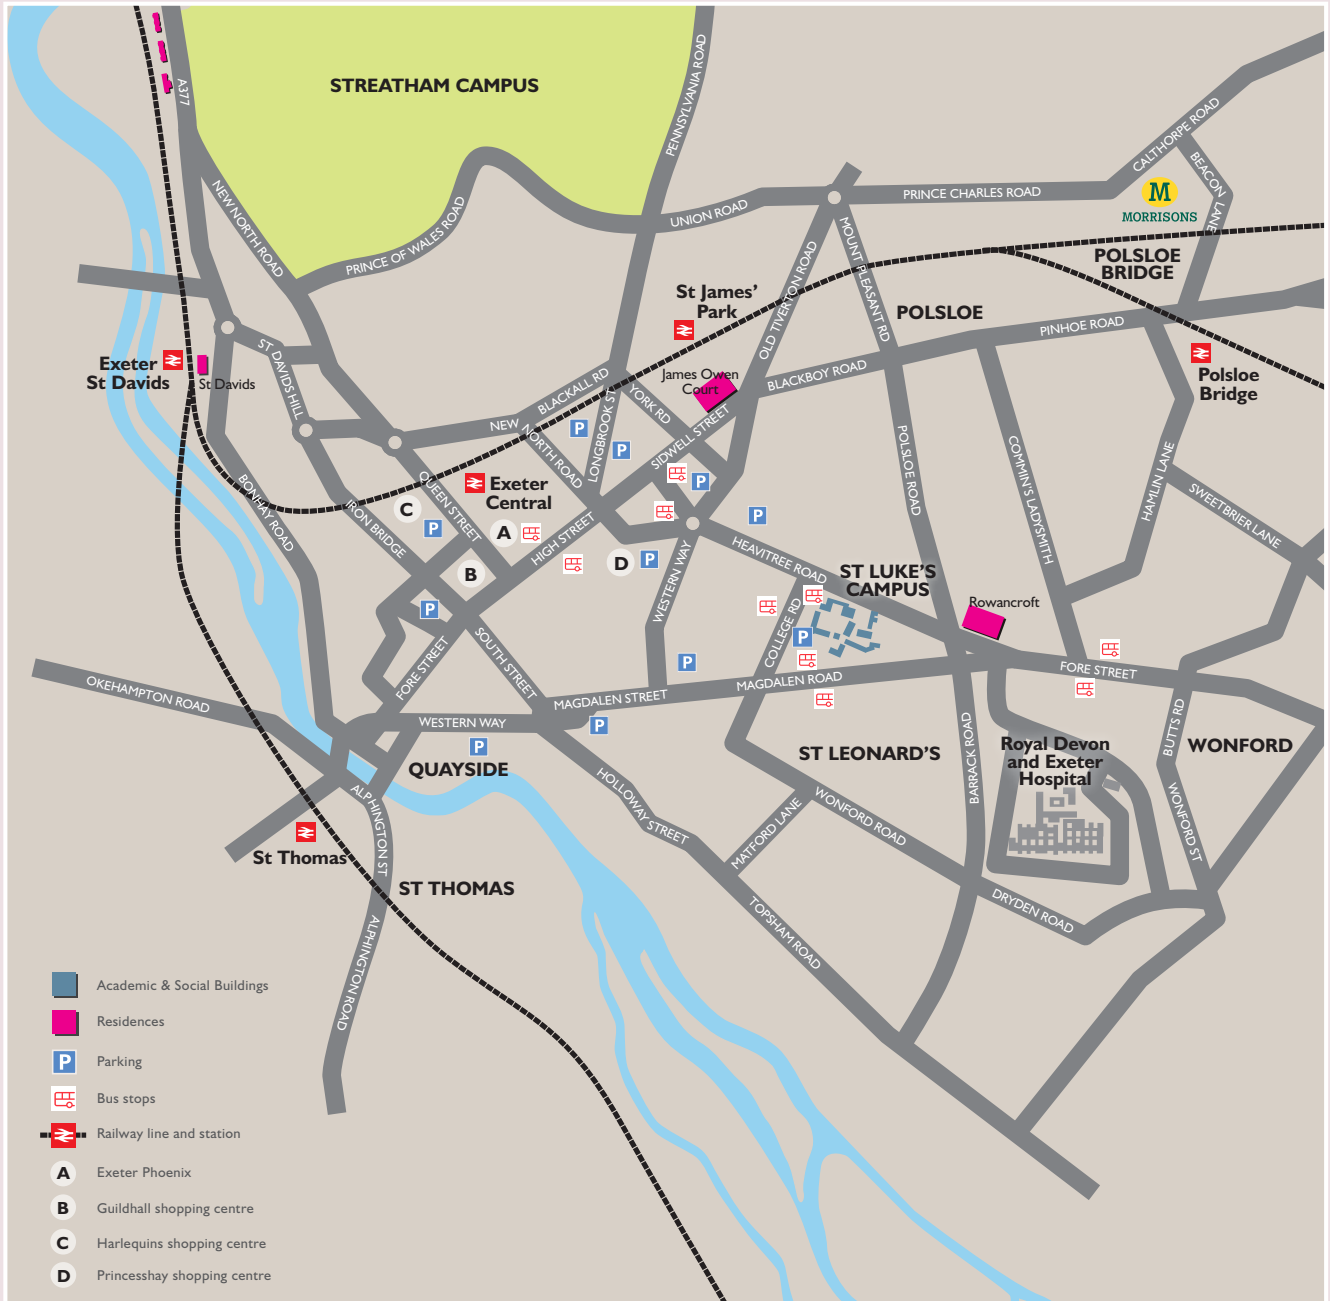 STREATHAM CAMPUS
A377
PENNSYLVANIA ROAD
NEW NORTH ROAD
PRINCE OF WALES ROAD
UNION ROAD
PRINCE CHARLES ROAD
CALTHORPE ROAD
BEACON LANE
M
MORRISONS
MOUNT PLEASANT RD
OLD TIVERTON ROAD
POLSLOE
BRIDGE
St James’
Park
POLSLOE
PINHOE ROAD
Polsloe
Bridge
Exeter
St Davids
St Davids
ST DAVIDS HILL
James Owen
Court
BLACKBOY ROAD
BLACKALL RD
YORK RD
LONGBROOK ST
SIDWELL STREET
NEW
NORTH ROAD
P
P
P
P
QUEEN STREET
Exeter
Central
C
P
A
B
IRON BRIDGE
BONHAY ROAD
HIGH STREET
D
P
WESTERN WAY
HEAVITREE ROAD
POLSLOE ROAD
COMMIN'S LADYSMITH
HAMLIN LANE
SWEETBRIER LANE
ST LUKE’S
CAMPUS
Rowancroft
COLLEGE RD
P
P
P
FORE STREET
SOUTH STREET
OKEHAMPTON ROAD
WESTERN WAY
MAGDALEN STREET
MAGDALEN ROAD
FORE STREET
P
P
QUAYSIDE
ST LEONARD’S
BARRACK ROAD
Royal Devon
and Exeter
Hospital
BUTTS RD
WONFORD
WONFORD ST
HOLLOWAY STREET
MATFORD LANE
WONFORD ROAD
DRYDEN ROAD
TOPSHAM ROAD
ALPHINGTON ST
St Thomas
ST THOMAS
ALPHINGTON ROAD
Academic & Social Buildings
Residences
P Parking
Bus stops
Railway line and station
A Exeter Phoenix
B Guildhall shopping centre
C Harlequins shopping centre
D Princesshay shopping centre